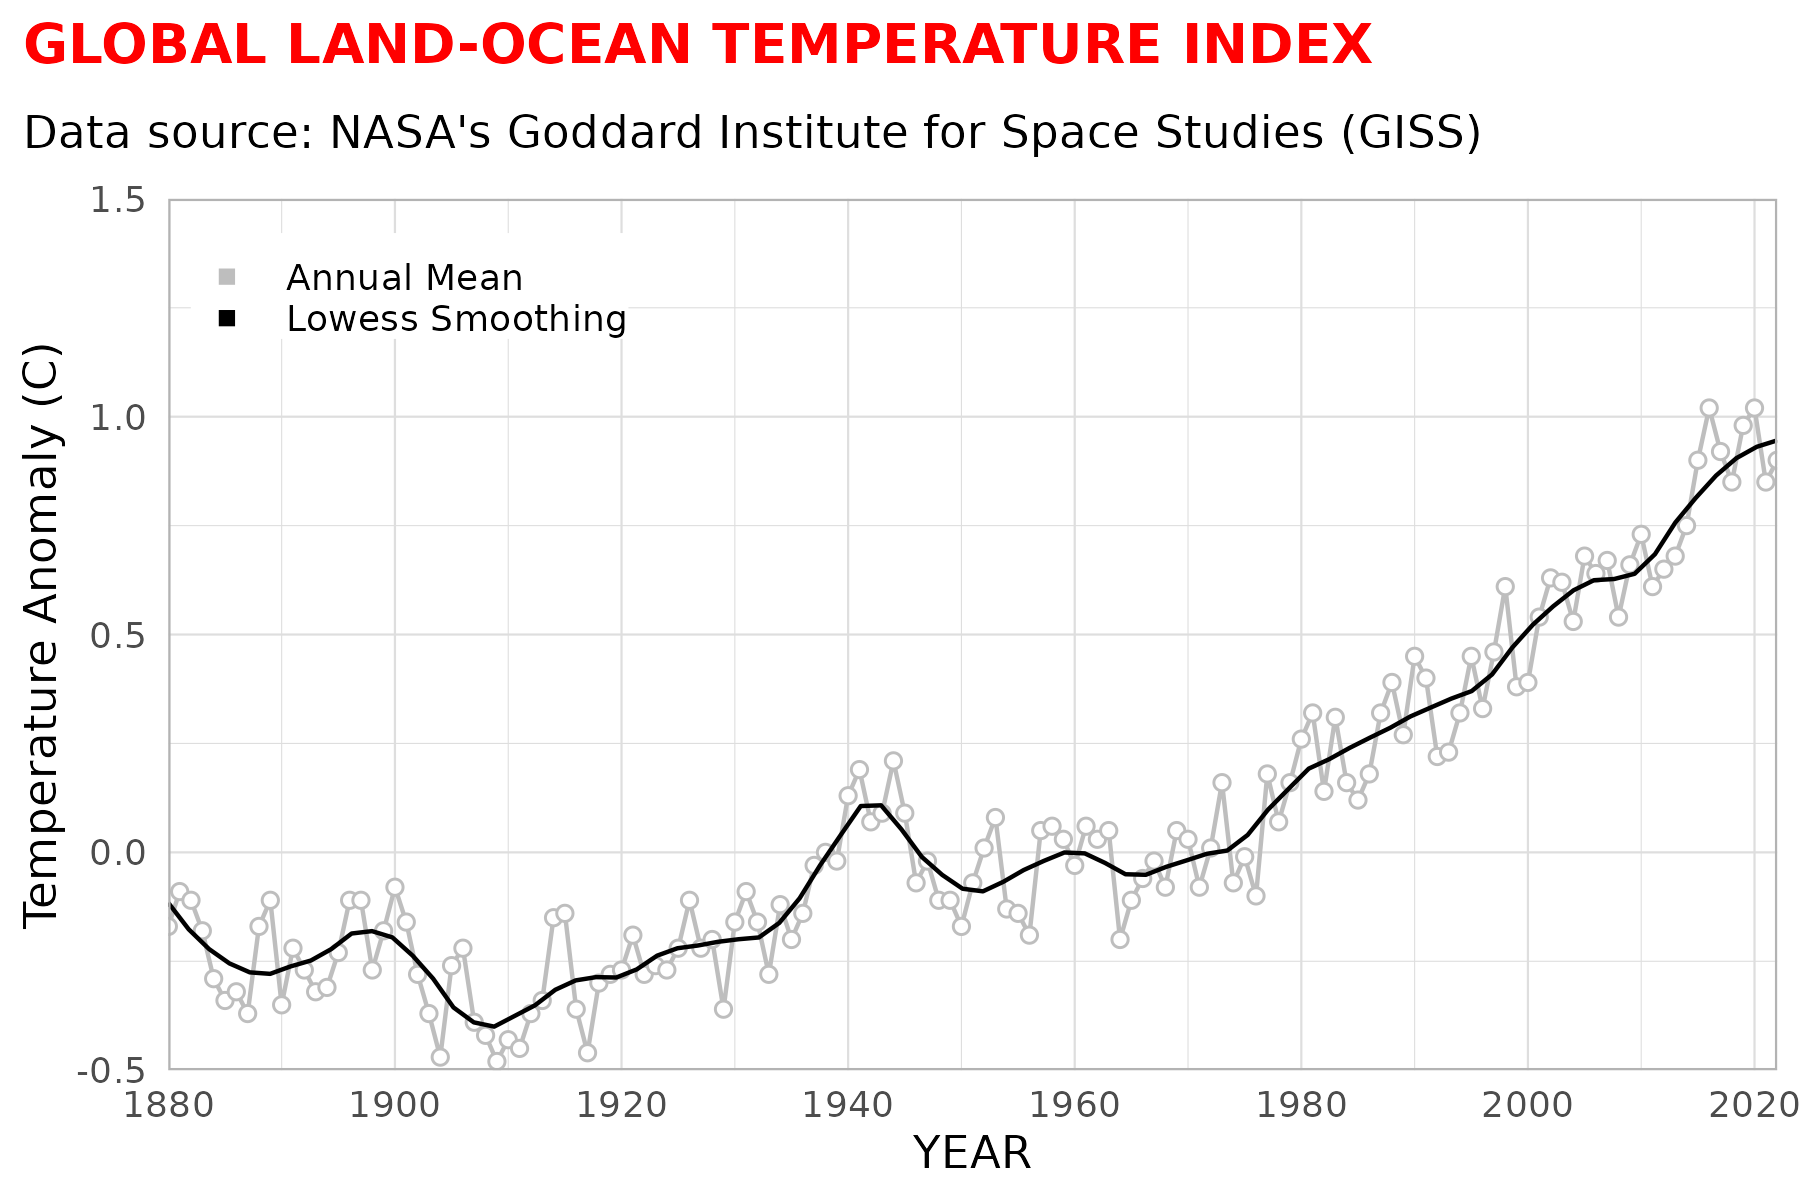 GLOBAL LAND-OCEAN TEMPERATURE INDEX
Data source: NASA's Goddard Institute for Space Studies (GISS)
1.5
Annual Mean
Lowess Smoothing
1.0
0.5
0.0
-0.5
Temperature Anomaly (C)
1880 1900 1920 1940 1960 1980 2000 2020
YEAR